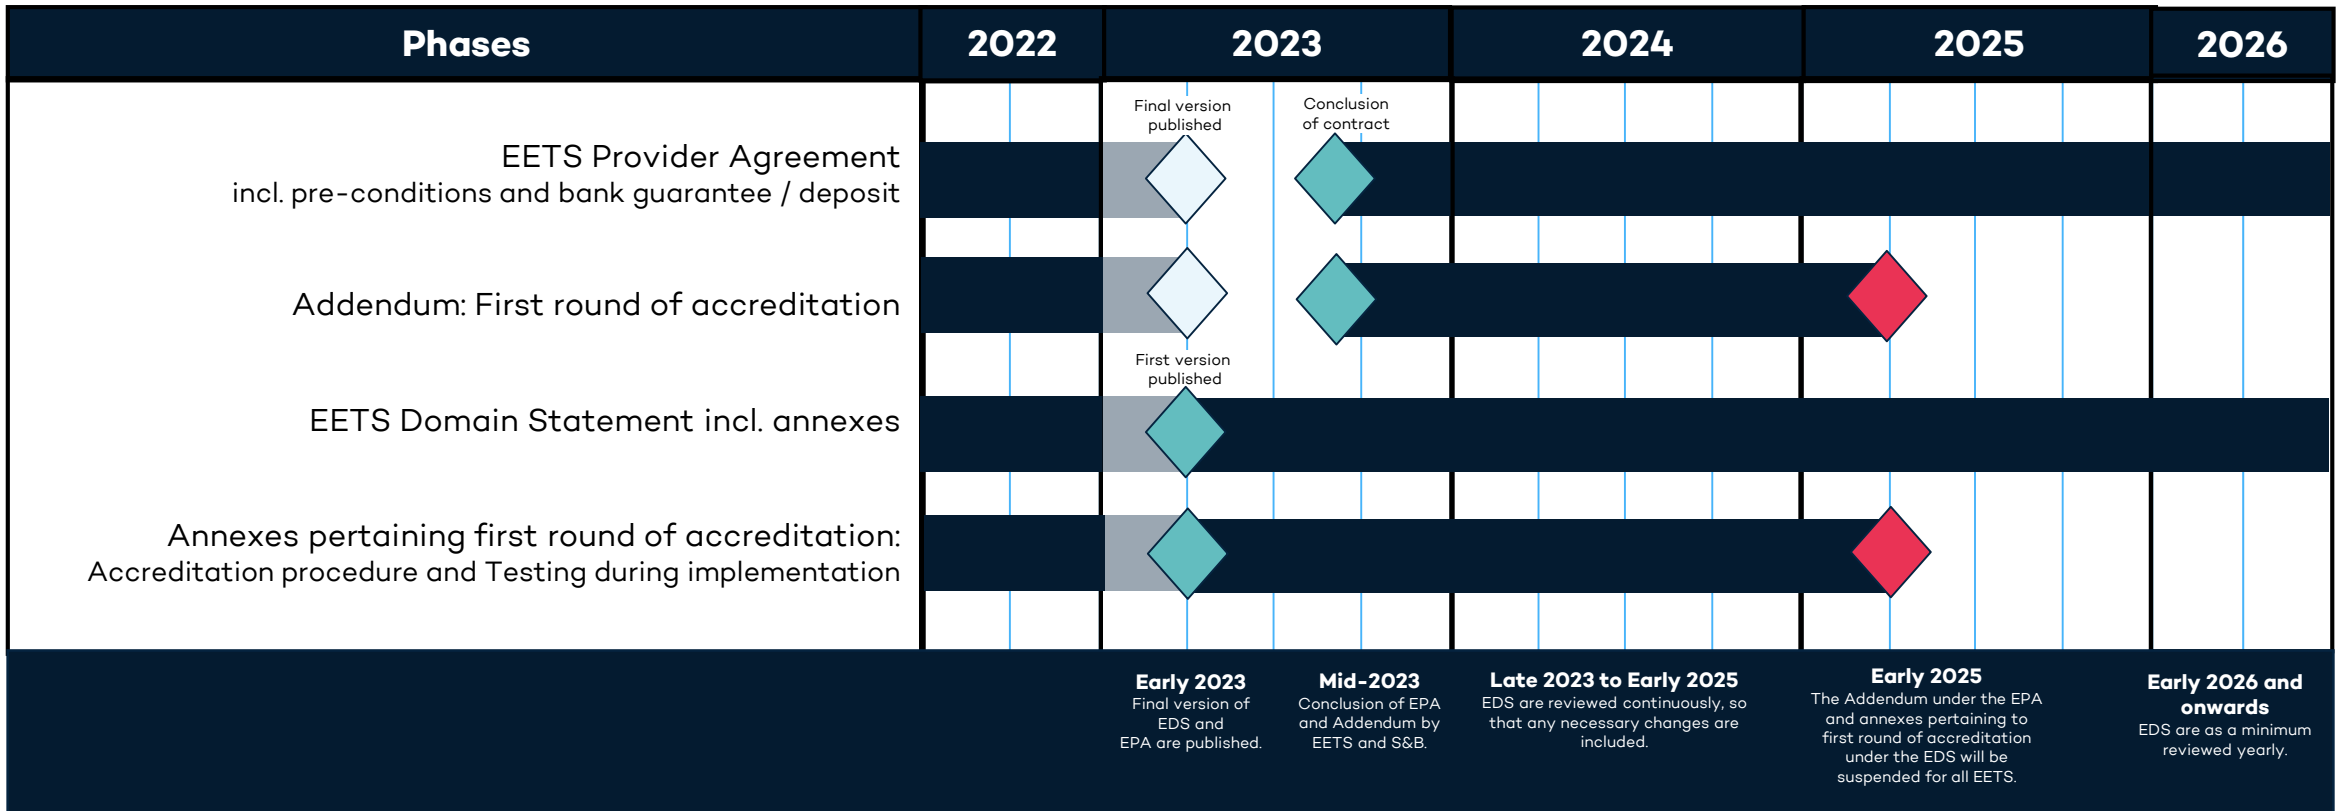 Phases
2022
2023
2024
2025
2026
Final version
published
Conclusion
of contract
EETS Provider Agreement
incl. pre-conditions and bank guarantee / deposit
Addendum: First round of accreditation
First version
published
EETS Domain Statement incl. annexes
Annexes pertaining first round of accreditation:
Accreditation procedure and Testing during implementation
Early 2023
Final version of
EDS and
EPA are published.
Mid-2023
Conclusion of EPA
and Addendum by
EETS and S&B.
Late 2023 to Early 2025
EDS are reviewed continuously, so
that any necessary changes are
included.
Early 2025
The Addendum under the EPA
and annexes pertaining to
first round of accreditation
under the EDS will be
suspended for all EETS.
Early 2026 and
onwards
EDS are as a minimum
reviewed yearly.